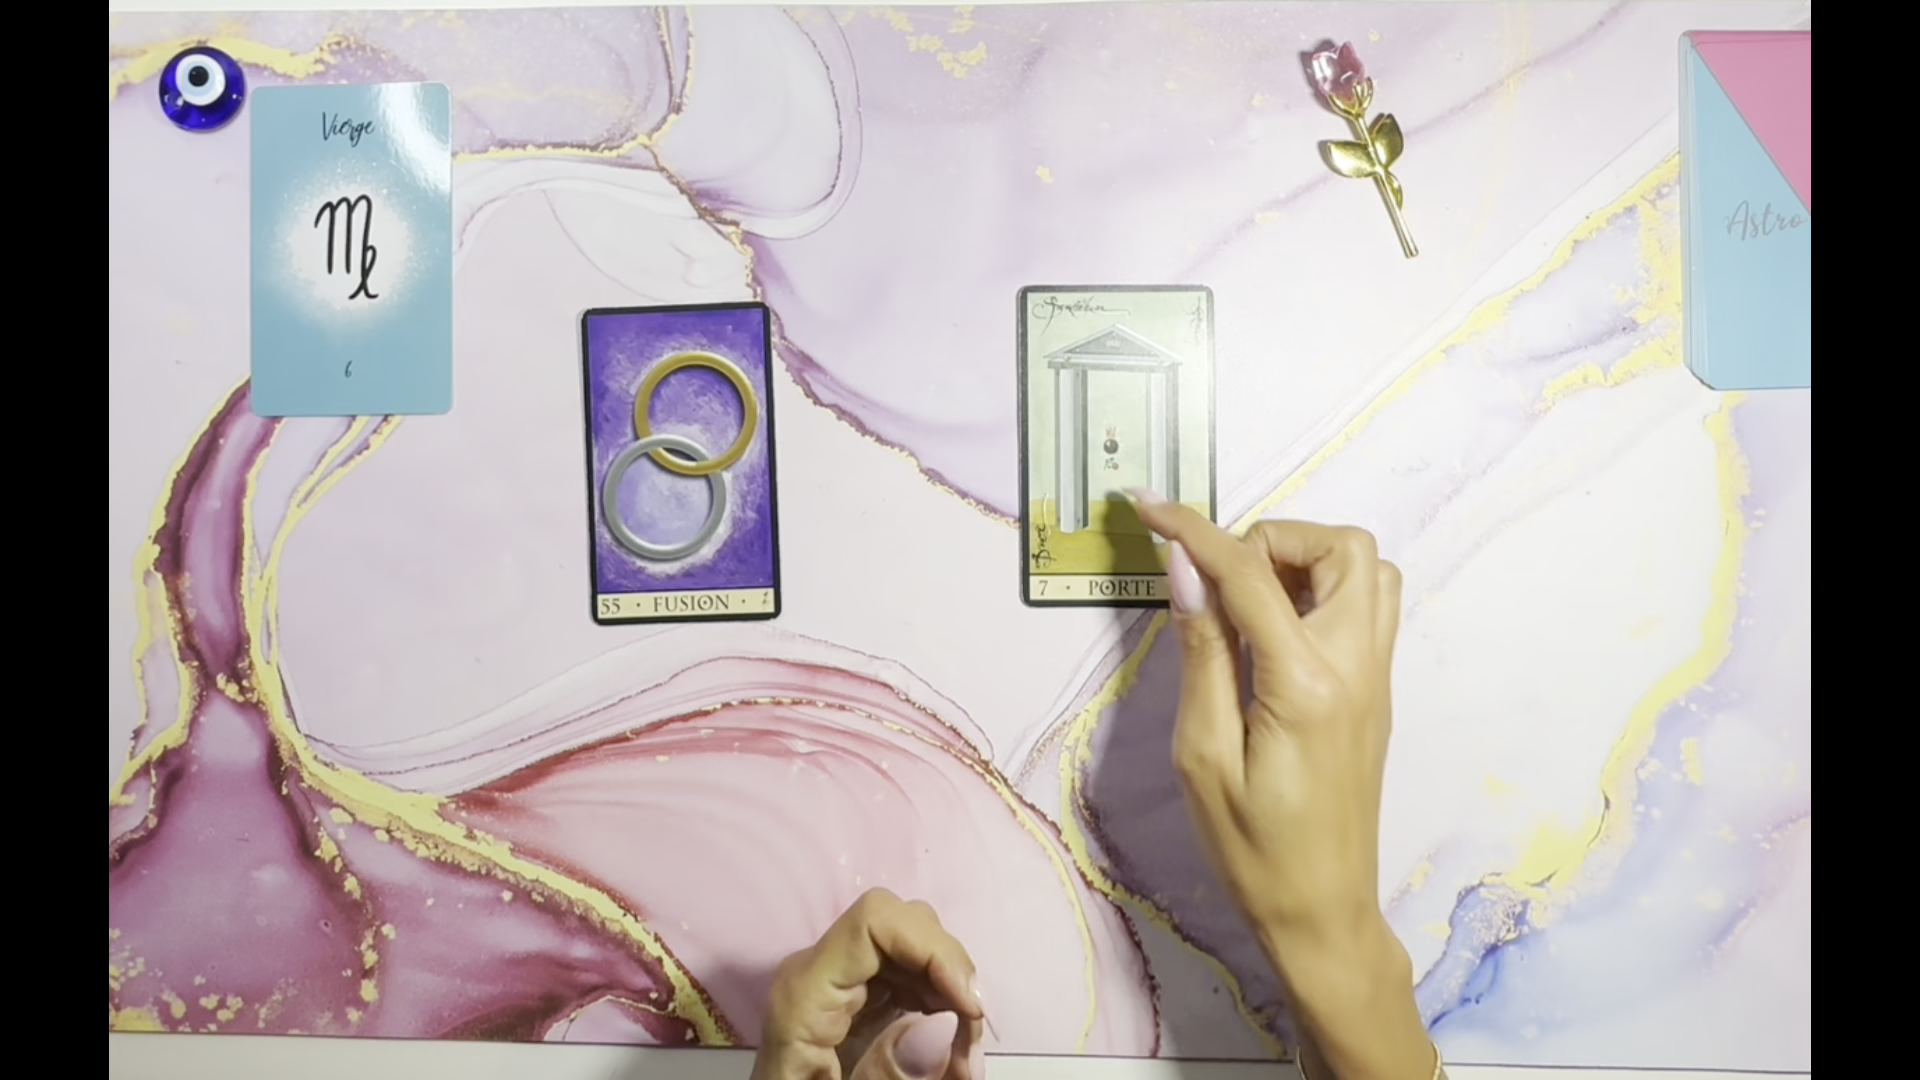 Vierge
6
Astro
55 • FUSION •
7 • PORTE